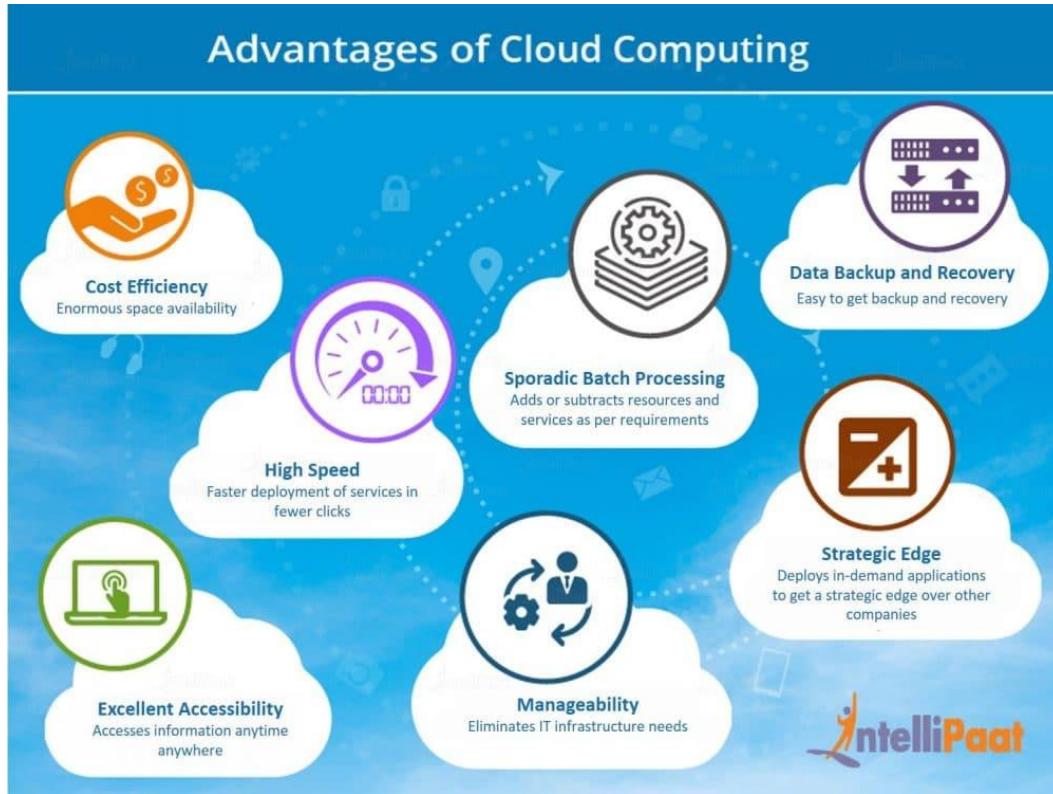 Advantages of Cloud Computing
Cost Efficiency
Enormous space availability
High Speed
Faster deployment of services in
fewer clicks
00:00
Sporadic Batch Processing
Adds or subtracts resources and
services as per requirements
Data Backup and Recovery
Easy to get backup and recovery
Excellent Accessibility
Accesses information anytime
anywhere
Manageability
Eliminates IT infrastructure needs
Strategic Edge
Deploys in-demand applications
to get a strategic edge over other
companies
IntelliPaat